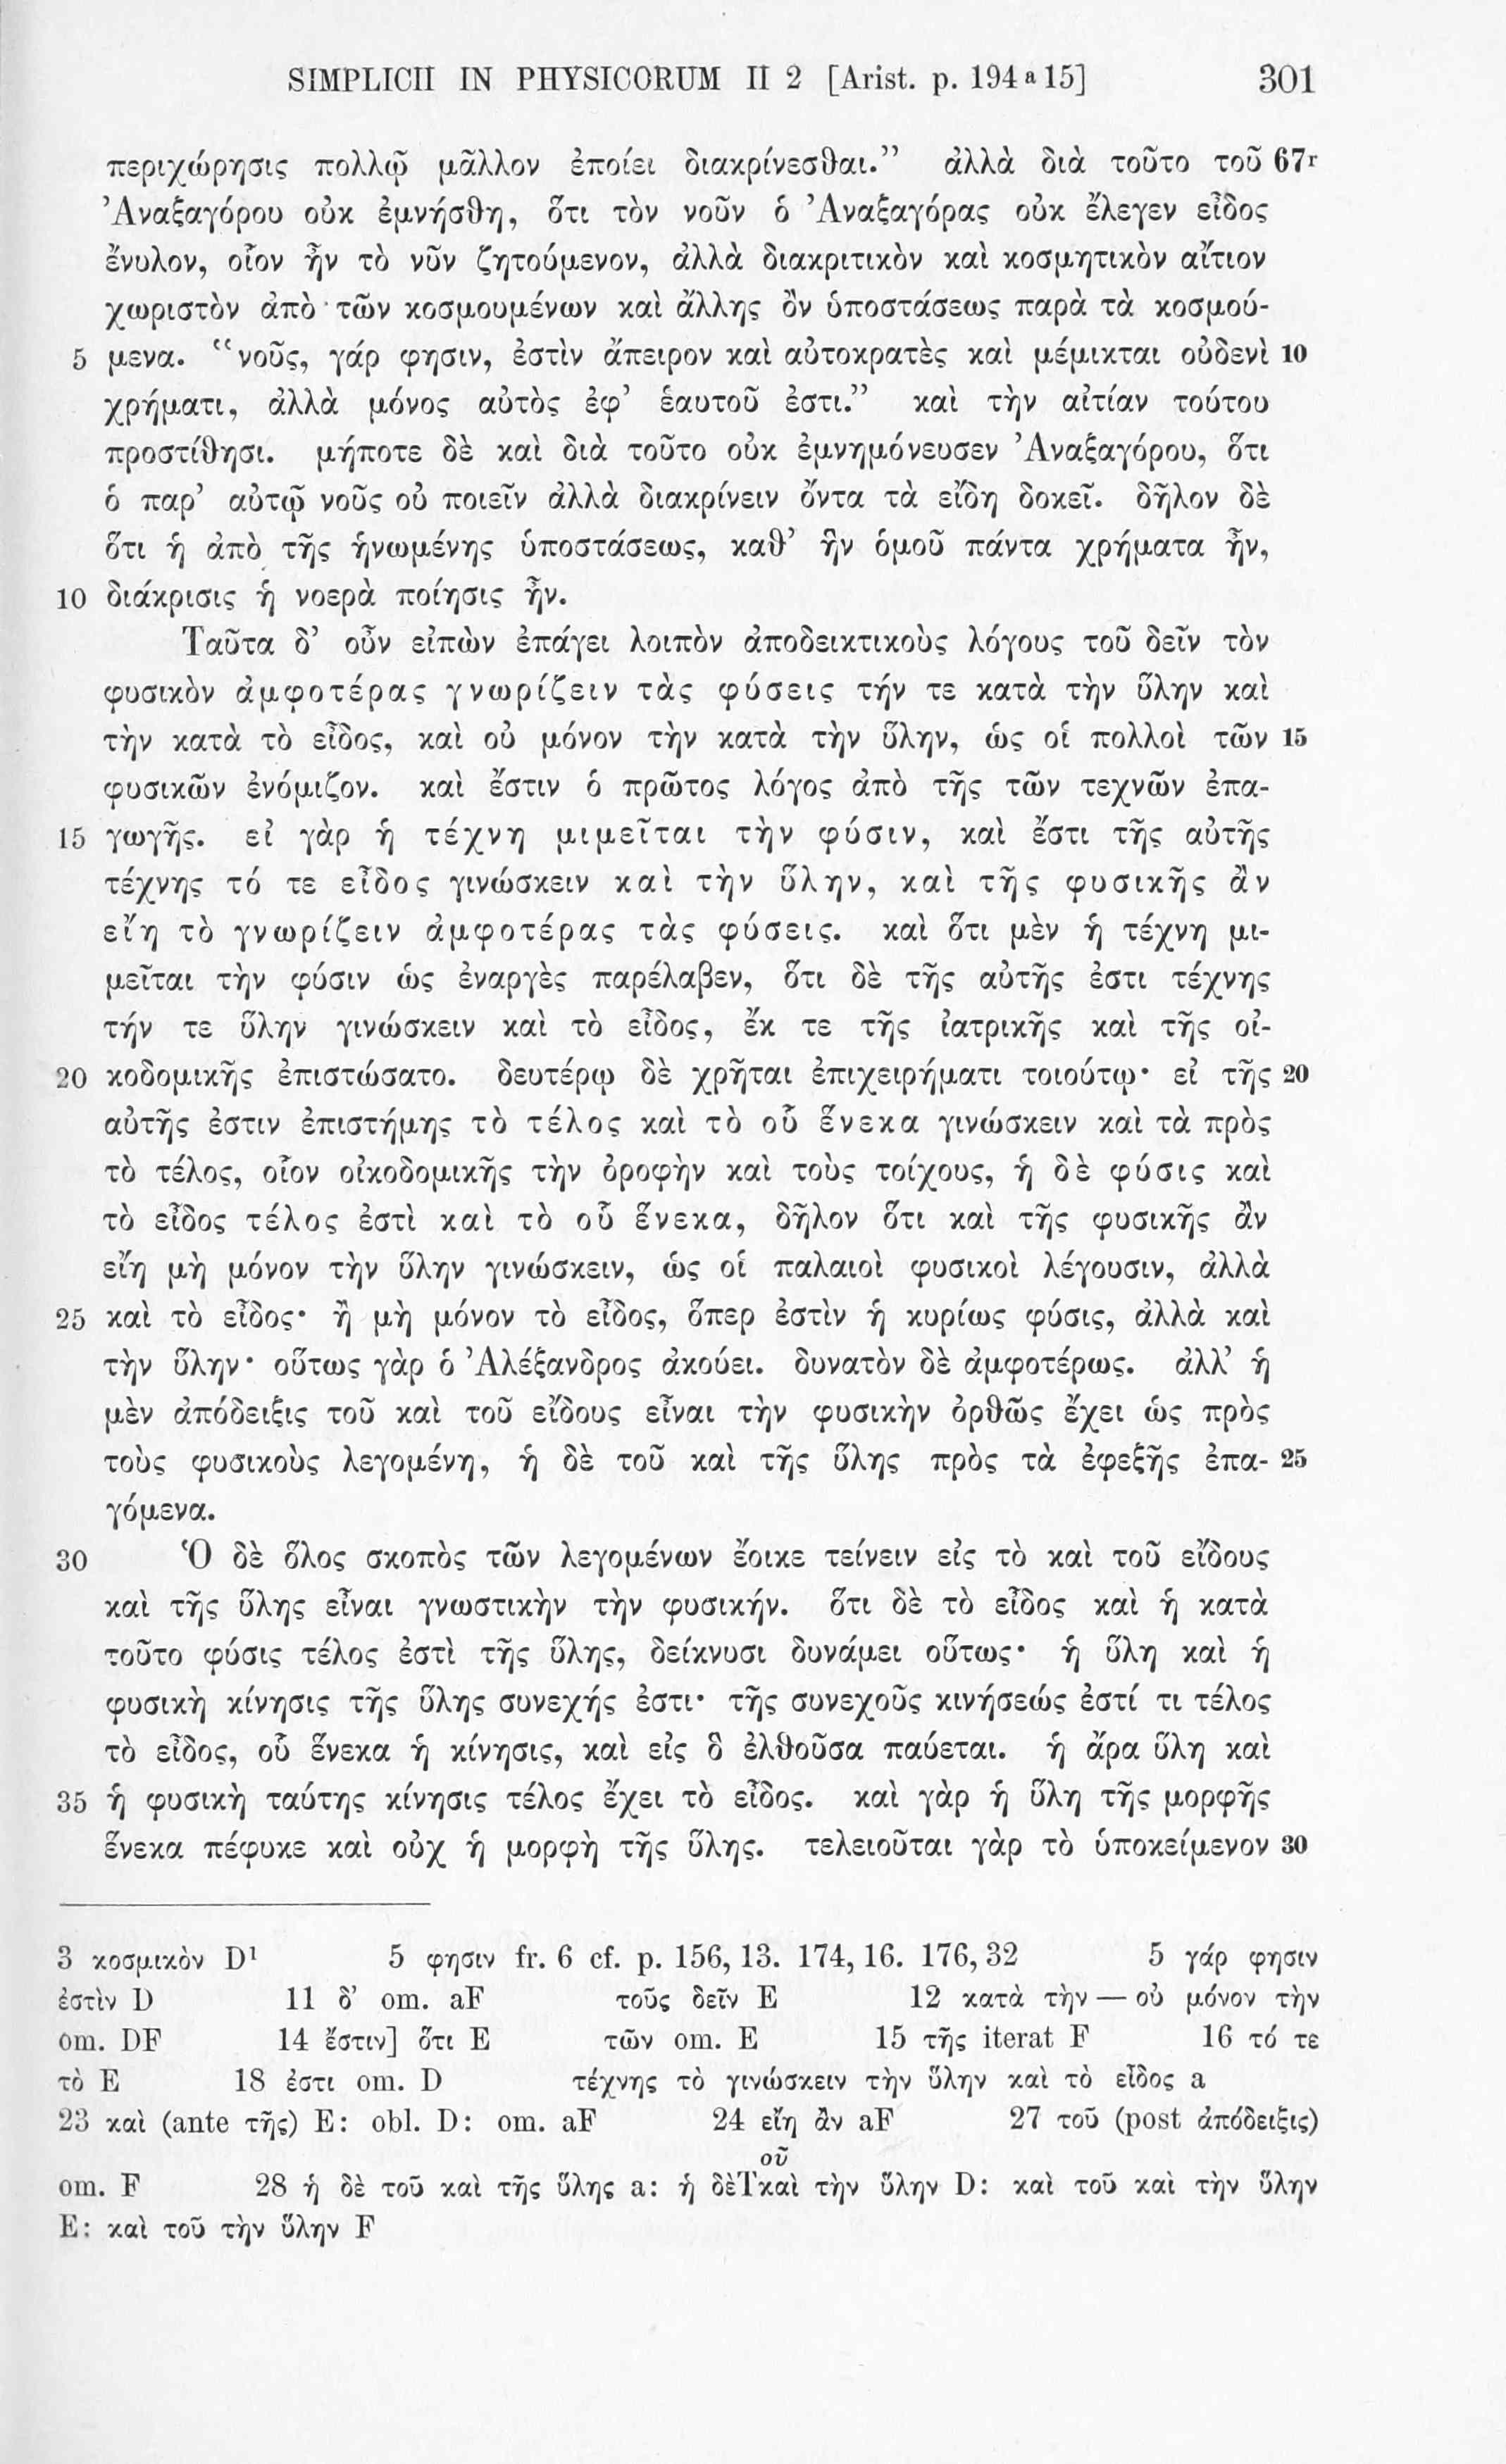 SIMPLICII IN PHYSICORUM II 2 [Arist. p. 194 a 15] 301
περιχώρησις πολλῷ μᾶλλον ἐποίει διακρίνεσθαι.” ἀλλὰ διὰ τοῦτο τοῦ 67r
Ἀναξαγόρου οὐκ ἐμνήσθη, ὅτι τὸν νοῦν ὁ Ἀναξαγόρας οὐκ ἔλεγεν εἶδος
ἔνυλον, οἷον ἦν τὸ νῦν ζητούμενον, ἀλλὰ διακριτικὸν καὶ κοσμητικὸν αἴτιον
χωριστὸν ἀπὸ τῶν κοσμουμένων καὶ ἄλλης ὂν ὑποστάσεως παρὰ τὰ κοσμού-
5 μενα. “νοῦς, γάρ φησιν, ἐστὶν ἄπειρον καὶ αὐτοκρατὲς καὶ μέμικται οὐδενὶ 10
χρήματι, ἀλλὰ μόνος αὐτὸς ἐφ’ ἑαυτοῦ ἐστι.” καὶ τὴν αἰτίαν τούτου
προστίθησι. μήποτε δὲ καὶ διὰ τοῦτο οὐκ ἐμνημόνευσεν Ἀναξαγόρου, ὅτι
ὁ παρ’ αὐτῷ νοῦς οὐ ποιεῖν ἀλλὰ διακρίνειν ὄντα τὰ εἴδη δοκεῖ. δῆλον δὲ
ὅτι ἡ ἀπὸ τῆς ἡνωμένης ὑποστάσεως, καθ’ ἣν ὁμοῦ πάντα χρήματα ἦν,
10 διάκρισις ἡ νοερὰ ποίησις ἦν.
Ταῦτα δ’ οὖν εἰπὼν ἐπάγει λοιπὸν ἀποδεικτικοὺς λόγους τοῦ δεῖν τὸν
φυσικὸν ἀμφοτέρας γνωρίζειν τὰς φύσεις τήν τε κατὰ τὴν ὕλην καὶ
τὴν κατὰ τὸ εἶδος, καὶ οὐ μόνον τὴν κατὰ τὴν ὕλην, ὡς οἱ πολλοὶ τῶν 15
φυσικῶν ἐνόμιζον. καὶ ἔστιν ὁ πρῶτος λόγος ἀπὸ τῆς τῶν τεχνῶν ἐπα-
15 γωγῆς. εἰ γὰρ ἡ τέχνη μιμεῖται τὴν φύσιν, καὶ ἔστι τῆς αὐτῆς
τέχνης τό τε εἶδος γινώσκειν καὶ τὴν ὕλην, καὶ τῆς φυσικῆς ἂν
εἴη τὸ γνωρίζειν ἀμφοτέρας τὰς φύσεις. καὶ ὅτι μὲν ἡ τέχνη μι-
μεῖται τὴν φύσιν ὡς ἐναργὲς παρέλαβεν, ὅτι δὲ τῆς αὐτῆς ἐστι τέχνης
τήν τε ὕλην γινώσκειν καὶ τὸ εἶδος, ἔκ τε τῆς ἰατρικῆς καὶ τῆς οἰ-
20 κοδομικῆς ἐπιστώσατο. δευτέρῳ δὲ χρῆται ἐπιχειρήματι τοιούτῳ· εἰ τῆς 20
αὐτῆς ἐστιν ἐπιστήμης τὸ τέλος καὶ τὸ οὗ ἕνεκα γινώσκειν καὶ τὰ πρὸς
τὸ τέλος, οἷον οἰκοδομικῆς τὴν ὀροφὴν καὶ τοὺς τοίχους, ἡ δὲ φύσις καὶ
τὸ εἶδος τέλος ἐστὶ καὶ τὸ οὗ ἕνεκα, δῆλον ὅτι καὶ τῆς φυσικῆς ἂν
εἴη μὴ μόνον τὴν ὕλην γινώσκειν, ὡς οἱ παλαιοὶ φυσικοὶ λέγουσιν, ἀλλὰ
25 καὶ τὸ εἶδος· ἢ μὴ μόνον τὸ εἶδος, ὅπερ ἐστὶν ἡ κυρίως φύσις, ἀλλὰ καὶ
τὴν ὕλην· οὕτως γὰρ ὁ Ἀλέξανδρος ἀκούει. δυνατὸν δὲ ἀμφοτέρως. ἀλλ’ ἡ
μὲν ἀπόδειξις τοῦ καὶ τοῦ εἴδους εἶναι τὴν φυσικὴν ὀρθῶς ἔχει ὡς πρὸς
τοὺς φυσικοὺς λεγομένη, ἡ δὲ τοῦ καὶ τῆς ὕλης πρὸς τὰ ἐφεξῆς ἐπα- 25
γόμενα.
30 Ὁ δὲ ὅλος σκοπὸς τῶν λεγομένων ἔοικε τείνειν εἰς τὸ καὶ τοῦ εἴδους
καὶ τῆς ὕλης εἶναι γνωστικὴν τὴν φυσικήν. ὅτι δὲ τὸ εἶδος καὶ ἡ κατὰ
τοῦτο φύσις τέλος ἐστὶ τῆς ὕλης, δείκνυσι δυνάμει οὕτως· ἡ ὕλη καὶ ἡ
φυσικὴ κίνησις τῆς ὕλης συνεχής ἐστι· τῆς συνεχοῦς κινήσεώς ἐστί τι τέλος
τὸ εἶδος, οὗ ἕνεκα ἡ κίνησις, καὶ εἰς ὃ ἐλθοῦσα παύεται. ἡ ἄρα ὕλη καὶ
35 ἡ φυσικὴ ταύτης κίνησις τέλος ἔχει τὸ εἶδος. καὶ γὰρ ἡ ὕλη τῆς μορφῆς
ἕνεκα πέφυκε καὶ οὐχ ἡ μορφὴ τῆς ὕλης. τελειοῦται γὰρ τὸ ὑποκείμενον 30
3 κοσμικὸν D¹ 5 φησιν fr. 6 cf. p. 156,13. 174,16. 176,32 5 γάρ φησιν
ἐστὶν D 11 δ’ om. aF τοῦς δεῖν E 12 κατὰ τὴν — οὐ μόνον τὴν
om. DF 14 ἔστιν] ὅτι E τῶν om. E 15 τῆς iterat F 16 τό τε
τὸ E 18 ἐστι om. D τέχνης τὸ γινώσκειν τὴν ὕλην καὶ τὸ εἶδος a
23 καὶ (ante τῆς) E: obl. D: om. aF 24 εἴη ἂν aF 27 τοῦ (post ἀπόδειξις)
om. F 28 ἡ δὲ τοῦ καὶ τῆς ὕλης a: ἡ δὲ⊤οῦ καὶ τὴν ὕλην D: καὶ τοῦ καὶ τὴν ὕλην
E: καὶ τοῦ τὴν ὕλην F